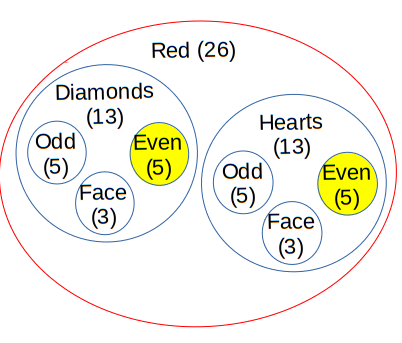 Red (26)
Diamonds
(13)
Odd
(5)
Even
(5)
Face
(3)
Hearts
(13)
Odd
(5)
Even
(5)
Face
(3)